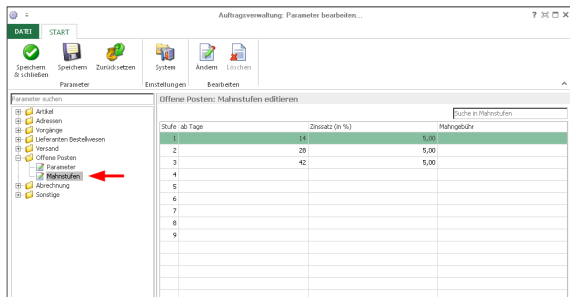 Auftragsverwaltung: Parameter bearbeiten...
DATEI START
Speichern & schließen
Speichern
Zurücksetzen
System
Ändern
Löschen
Parameter
Einstellungen
Bearbeiten
Parameter suchen
Artikel
Adressen
Vorgänge
Lieferanten Bestellwesen
Versand
Offene Posten
Parameter
Mahnstufen
Abrechnung
Sonstige
Offene Posten: Mahnstufen editieren
Suche in Mahnstufen
Stufe ab Tage Zinssatz (in %) Mahngebühr
1 14 5,00
2 28 5,00
3 42 5,00
4
5
6
7
8
9